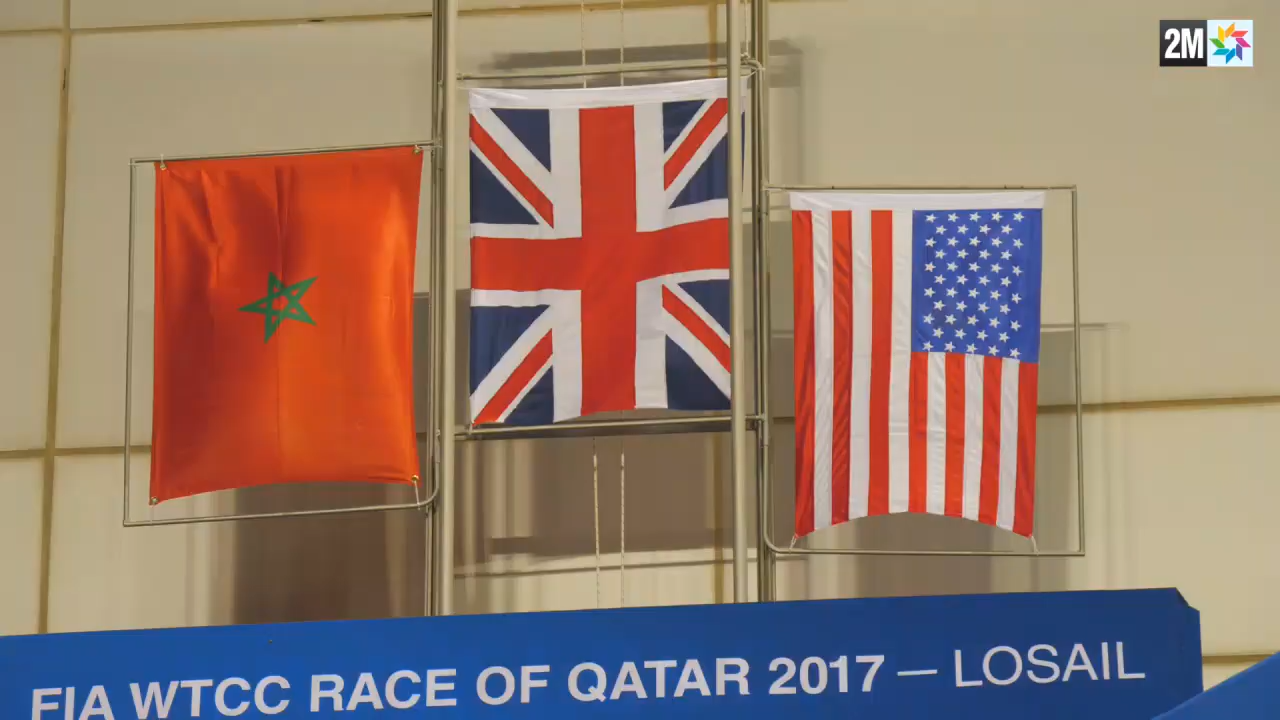 2M
FIA WTCC RACE OF QATAR 2017 – LOSAIL